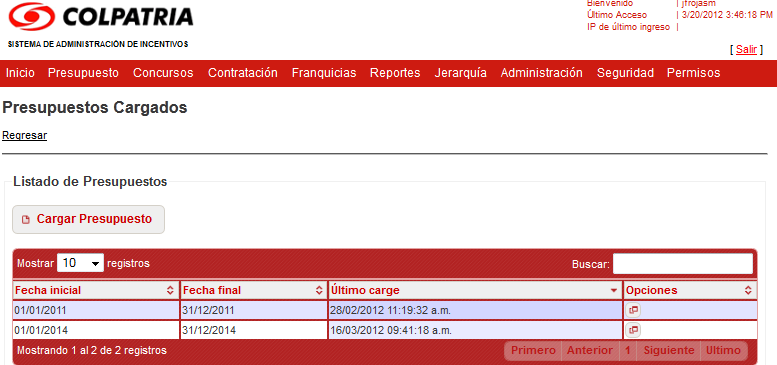 COLPATRIA
Bienvenido | jfrojasm
Último Acceso | 3/20/2012 3:46:18 PM
IP de último ingreso |
SISTEMA DE ADMINISTRACIÓN DE INCENTIVOS
[ Salir ]
Inicio Presupuesto Concursos Contratación Franquicias Reportes Jerarquía Administración Seguridad Permisos
Presupuestos Cargados
Regresar
Listado de Presupuestos
Cargar Presupuesto
Mostrar 10 registros Buscar:
Fecha inicial Fecha final Último carge Opciones
01/01/2011 31/12/2011 28/02/2012 11:19:32 a.m.
01/01/2014 31/12/2014 16/03/2012 09:41:18 a.m.
Mostrando 1 al 2 de 2 registros Primero Anterior 1 Siguiente Ultimo